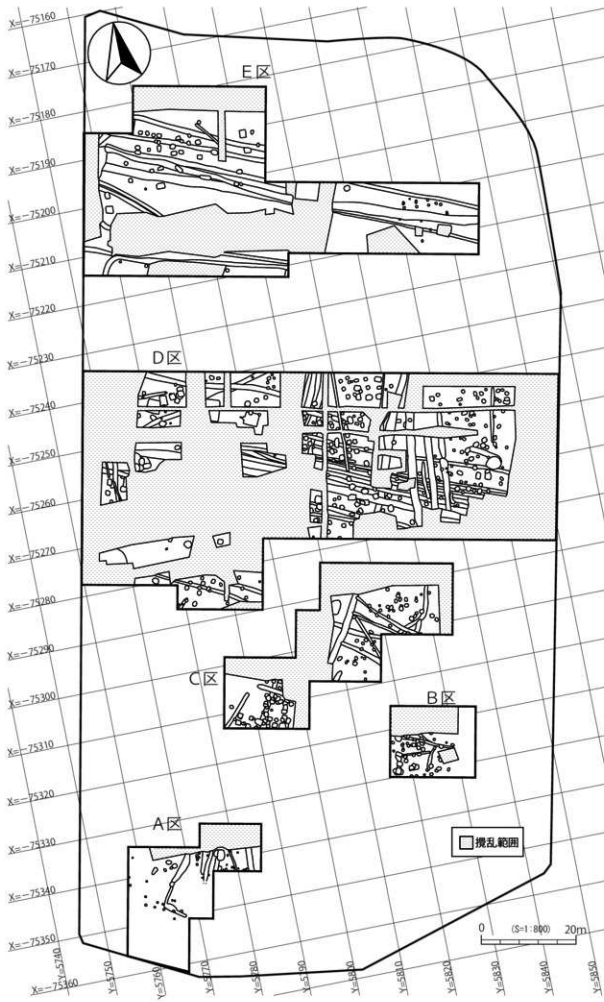 X=-75160
X=-75170
E区
X=-75180
X=-75190
X=-75200
X=-75210
X=-75220
X=-75230
D区
X=-75240
X=-75250
X=-75260
X=-75270
X=-75280
X=-75290
C区
X=-75300
B区
X=-75310
X=-75320
A区
X=-75330
攪乱範囲
X=-75340
X=-75350
0 (S=1:800) 20m
X=-75360
Y=5740
Y=5750
Y=5760
Y=5770
Y=5780
Y=5790
Y=5800
Y=5810
Y=5820
Y=5830
Y=5840
Y=5850